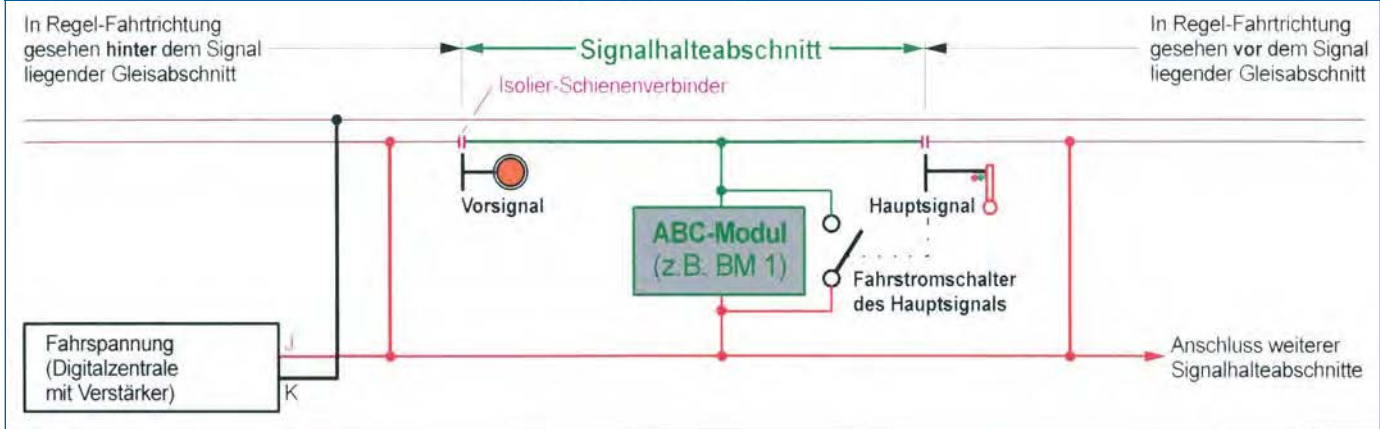 In Regel-Fahrtrichtung
gesehen hinter dem Signal
liegender Gleisabschnitt
Signalhalteabschnitt
In Regel-Fahrtrichtung
gesehen vor dem Signal
liegender Gleisabschnitt
Isolier-Schienenverbinder
Vorsignal
Hauptsignal
ABC-Modul
(z.B. BM 1)
Fahrstromschalter
des Hauptsignals
Fahrspannung
(Digitalzentrale
mit Verstärker)
J
K
Anschluss weiterer
Signalhalteabschnitte